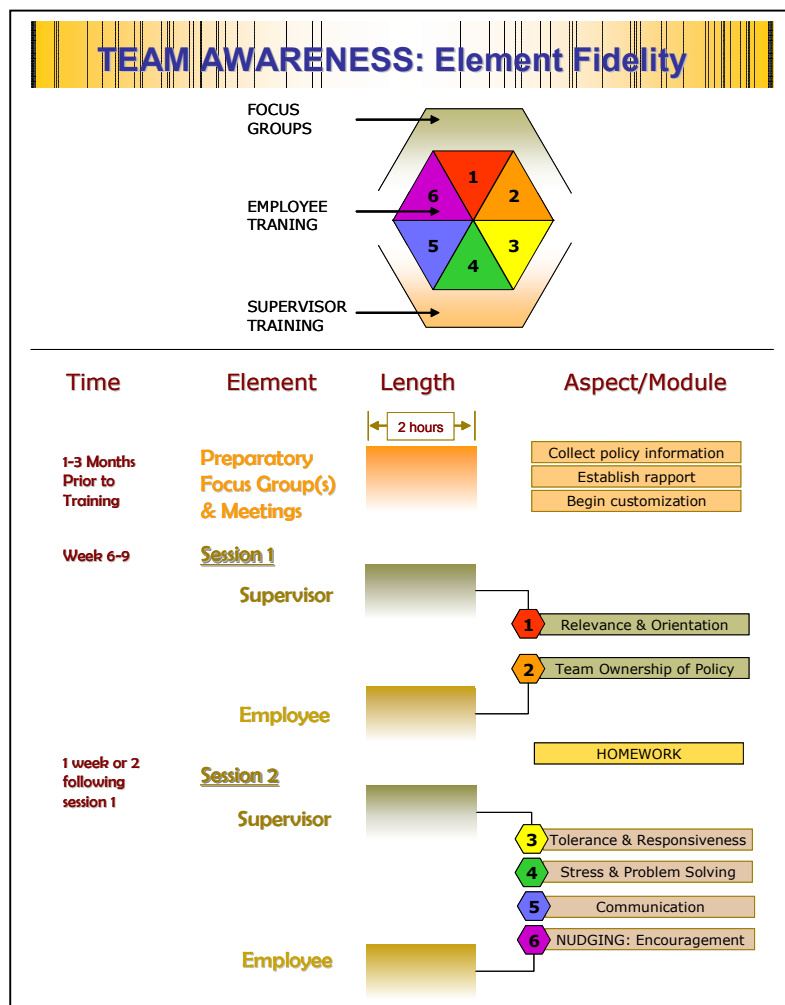 TEAM AWARENESS: Element Fidelity
FOCUS
GROUPS
1
6
2
EMPLOYEE
TRANING
5
3
4
SUPERVISOR
TRAINING
Time
Element
Length
Aspect/Module
2 hours
1-3 Months
Prior to
Training
Preparatory
Focus Group(s)
& Meetings
Collect policy information
Establish rapport
Begin customization
Week 6-9
Session 1
Supervisor
1 Relevance & Orientation
2 Team Ownership of Policy
Employee
HOMEWORK
1 week or 2
following
session 1
Session 2
Supervisor
3 Tolerance & Responsiveness
4 Stress & Problem Solving
5 Communication
6 NUDGING: Encouragement
Employee